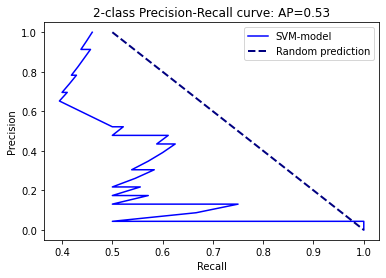 2-class Precision-Recall curve: AP=0.53
SVM-model
Random prediction
Precision
1.0
0.8
0.6
0.4
0.2
0.0
0.4 0.5 0.6 0.7 0.8 0.9 1.0
Recall